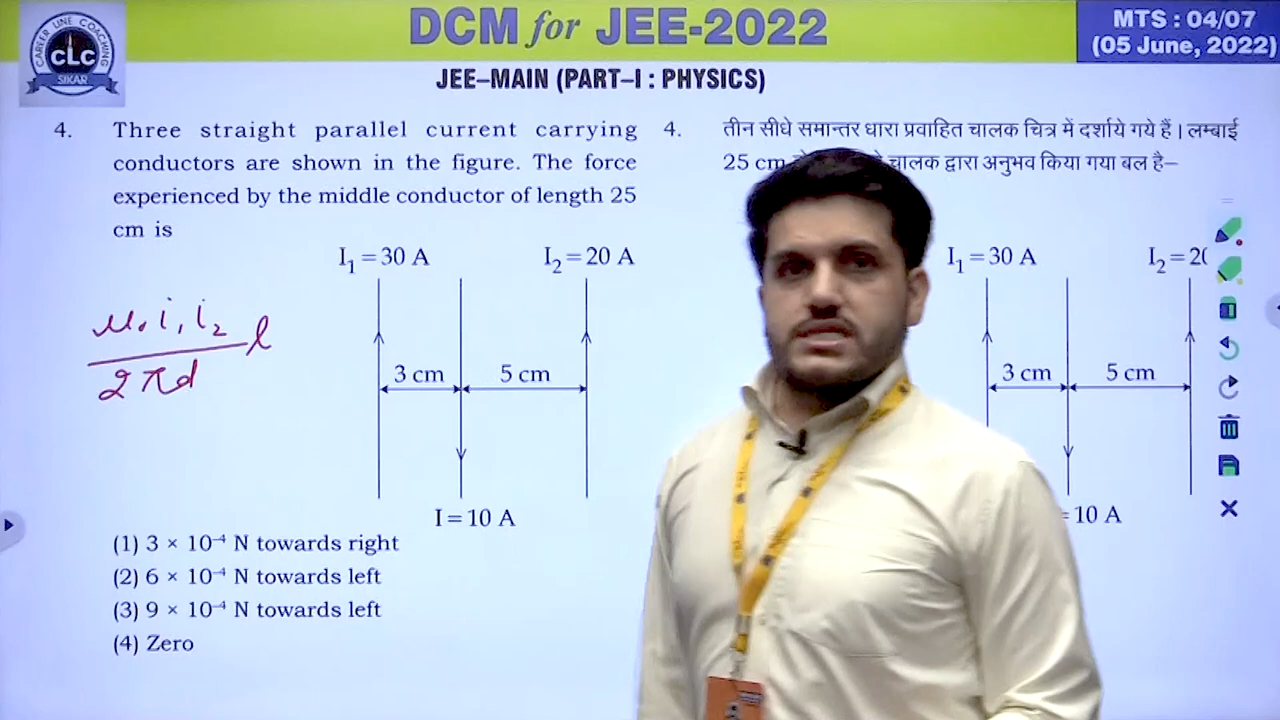 CAREER LINE COACHING
CLC
SIKAR
DCM for JEE-2022
MTS : 04/07
(05 June, 2022)
JEE–MAIN (PART–I : PHYSICS)
4. Three straight parallel current carrying
conductors are shown in the figure. The force
experienced by the middle conductor of length 25
cm is
I₁ = 30 A I₂ = 20 A
μ₀ i₁ i₂
l
2πd
3 cm 5 cm
I = 10 A
(1) 3 × 10⁻⁴ N towards right
(2) 6 × 10⁻⁴ N towards left
(3) 9 × 10⁻⁴ N towards left
(4) Zero
4. तीन सीधे समान्तर धारा प्रवाहित चालक चित्र में दर्शाये गये हैं। लम्बाई
25 cm चालक द्वारा अनुभव किया गया बल है–
I₁ = 30 A I₂ = 20
3 cm 5 cm
= 10 A